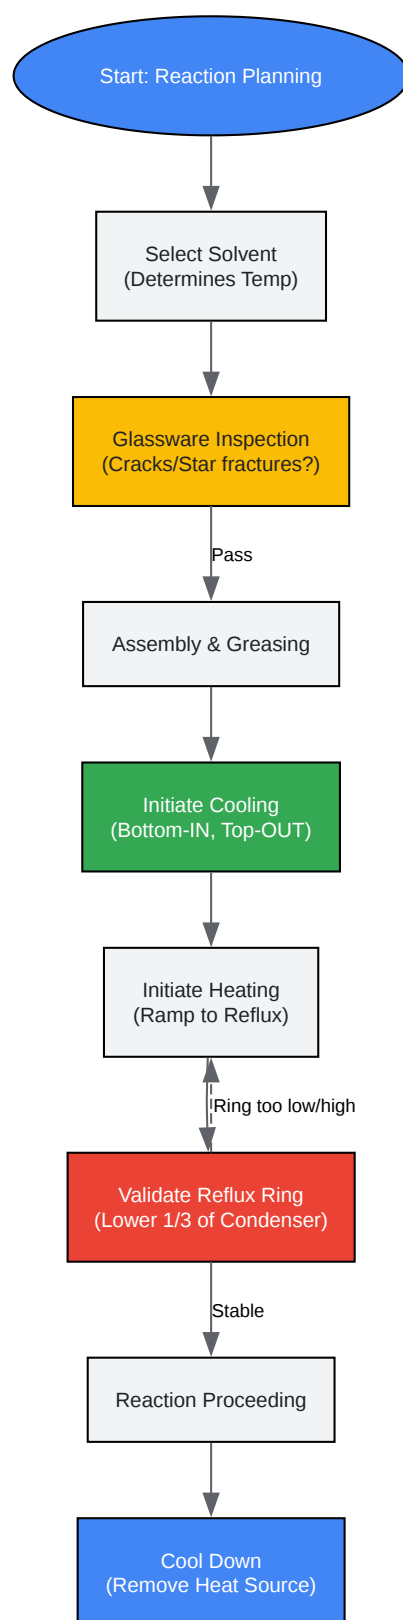 Start: Reaction Planning
Select Solvent
(Determines Temp)
Glassware Inspection
(Cracks/Star fractures?)
Pass
Assembly & Greasing
Initiate Cooling
(Bottom-IN, Top-OUT)
Initiate Heating
(Ramp to Reflux)
Ring too low/high
Validate Reflux Ring
(Lower 1/3 of Condenser)
Stable
Reaction Proceeding
Cool Down
(Remove Heat Source)